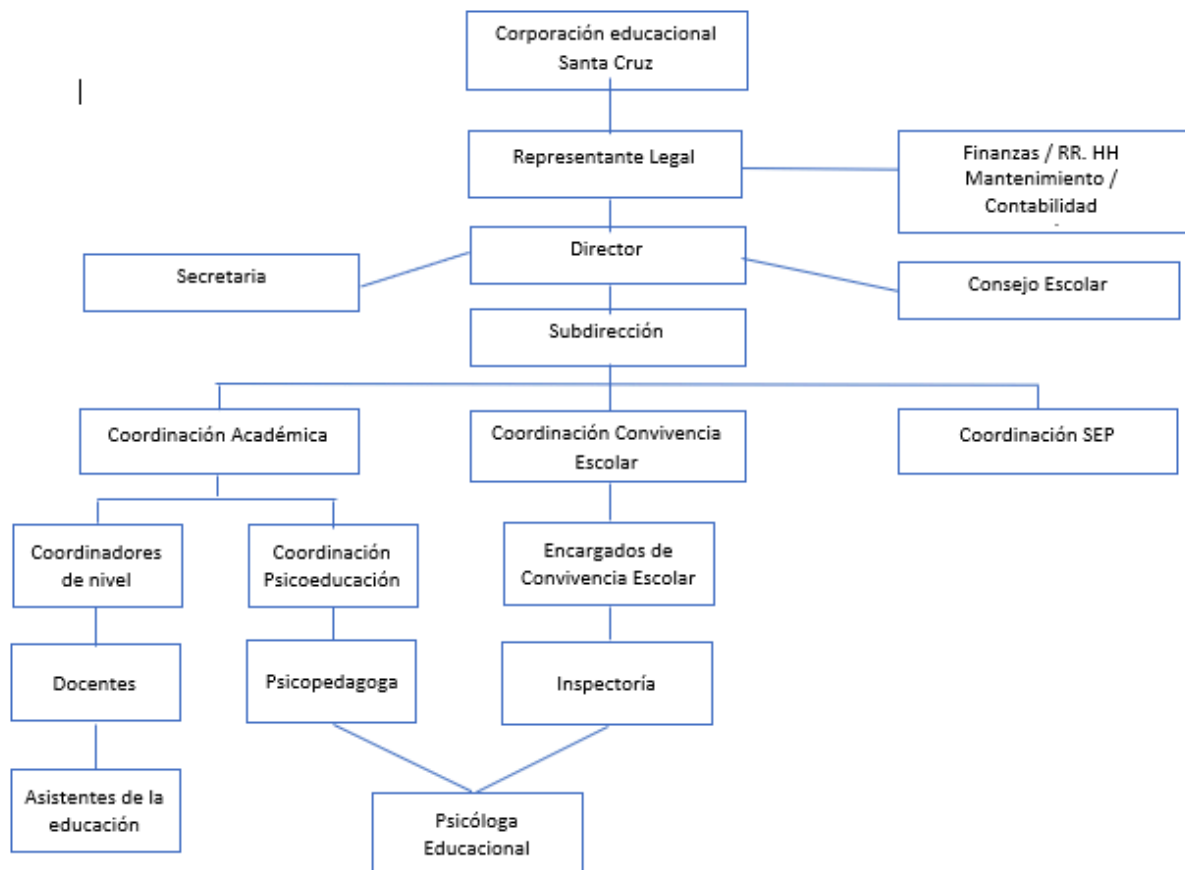 Corporación educacional
Santa Cruz
Representante Legal
Finanzas / RR. HH
Mantenimiento /
Contabilidad
Director
Secretaria
Consejo Escolar
Subdirección
Coordinación Académica
Coordinación Convivencia
Escolar
Coordinación SEP
Coordinadores
de nivel
Coordinación
Psicoeducación
Encargados de
Convivencia Escolar
Docentes
Psicopedagoga
Inspectoría
Asistentes de la
educación
Psicóloga
Educacional